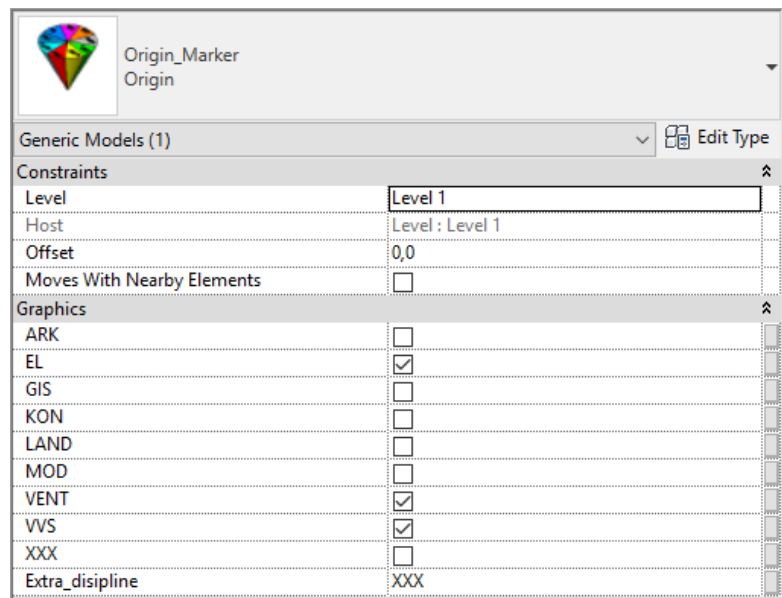 Origin_Marker
Origin
Generic Models (1) Edit Type
Constraints
Level Level 1
Host Level : Level 1
Offset 0,0
Moves With Nearby Elements
Graphics
ARK
EL
GIS
KON
LAND
MOD
VENT
VVS
XXX
Extra_disipline XXX